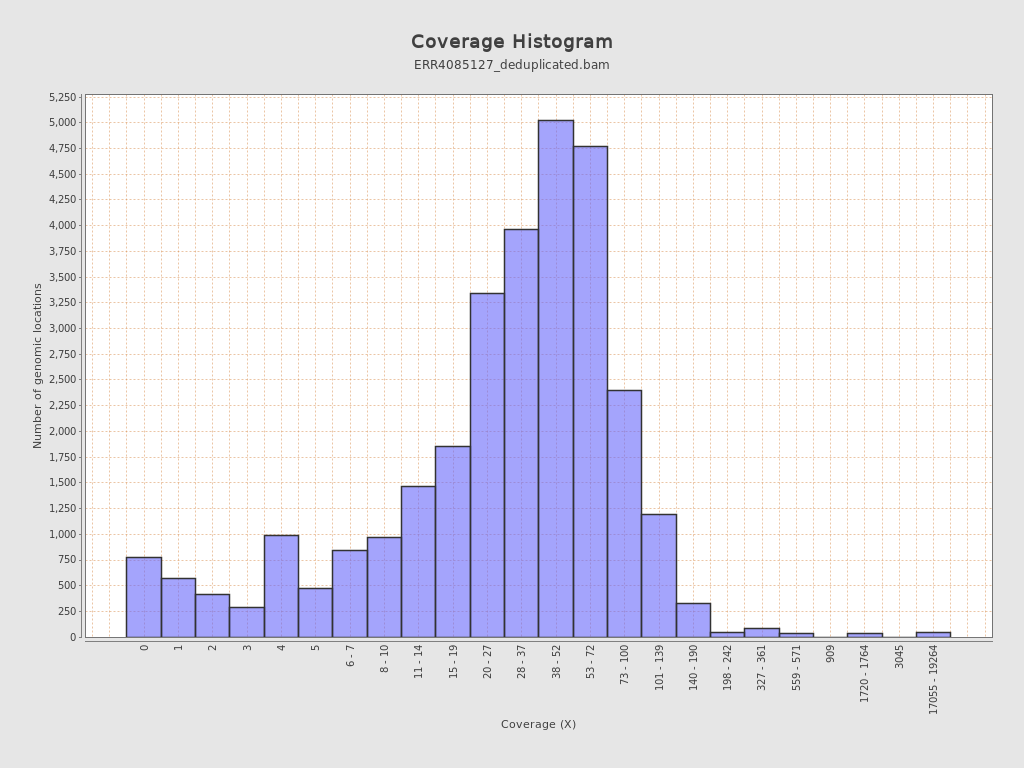 Coverage Histogram
ERR4085127_deduplicated.bam
Number of genomic locations
5,250
5,000
4,750
4,500
4,250
4,000
3,750
3,500
3,250
3,000
2,750
2,500
2,250
2,000
1,750
1,500
1,250
1,000
750
500
250
0
0
1
2
3
4
5
6 - 7
8 - 10
11 - 14
15 - 19
20 - 27
28 - 37
38 - 52
53 - 72
73 - 100
101 - 139
140 - 190
198 - 242
327 - 361
559 - 571
909
1720 - 1764
3045
17055 - 19264
Coverage (X)